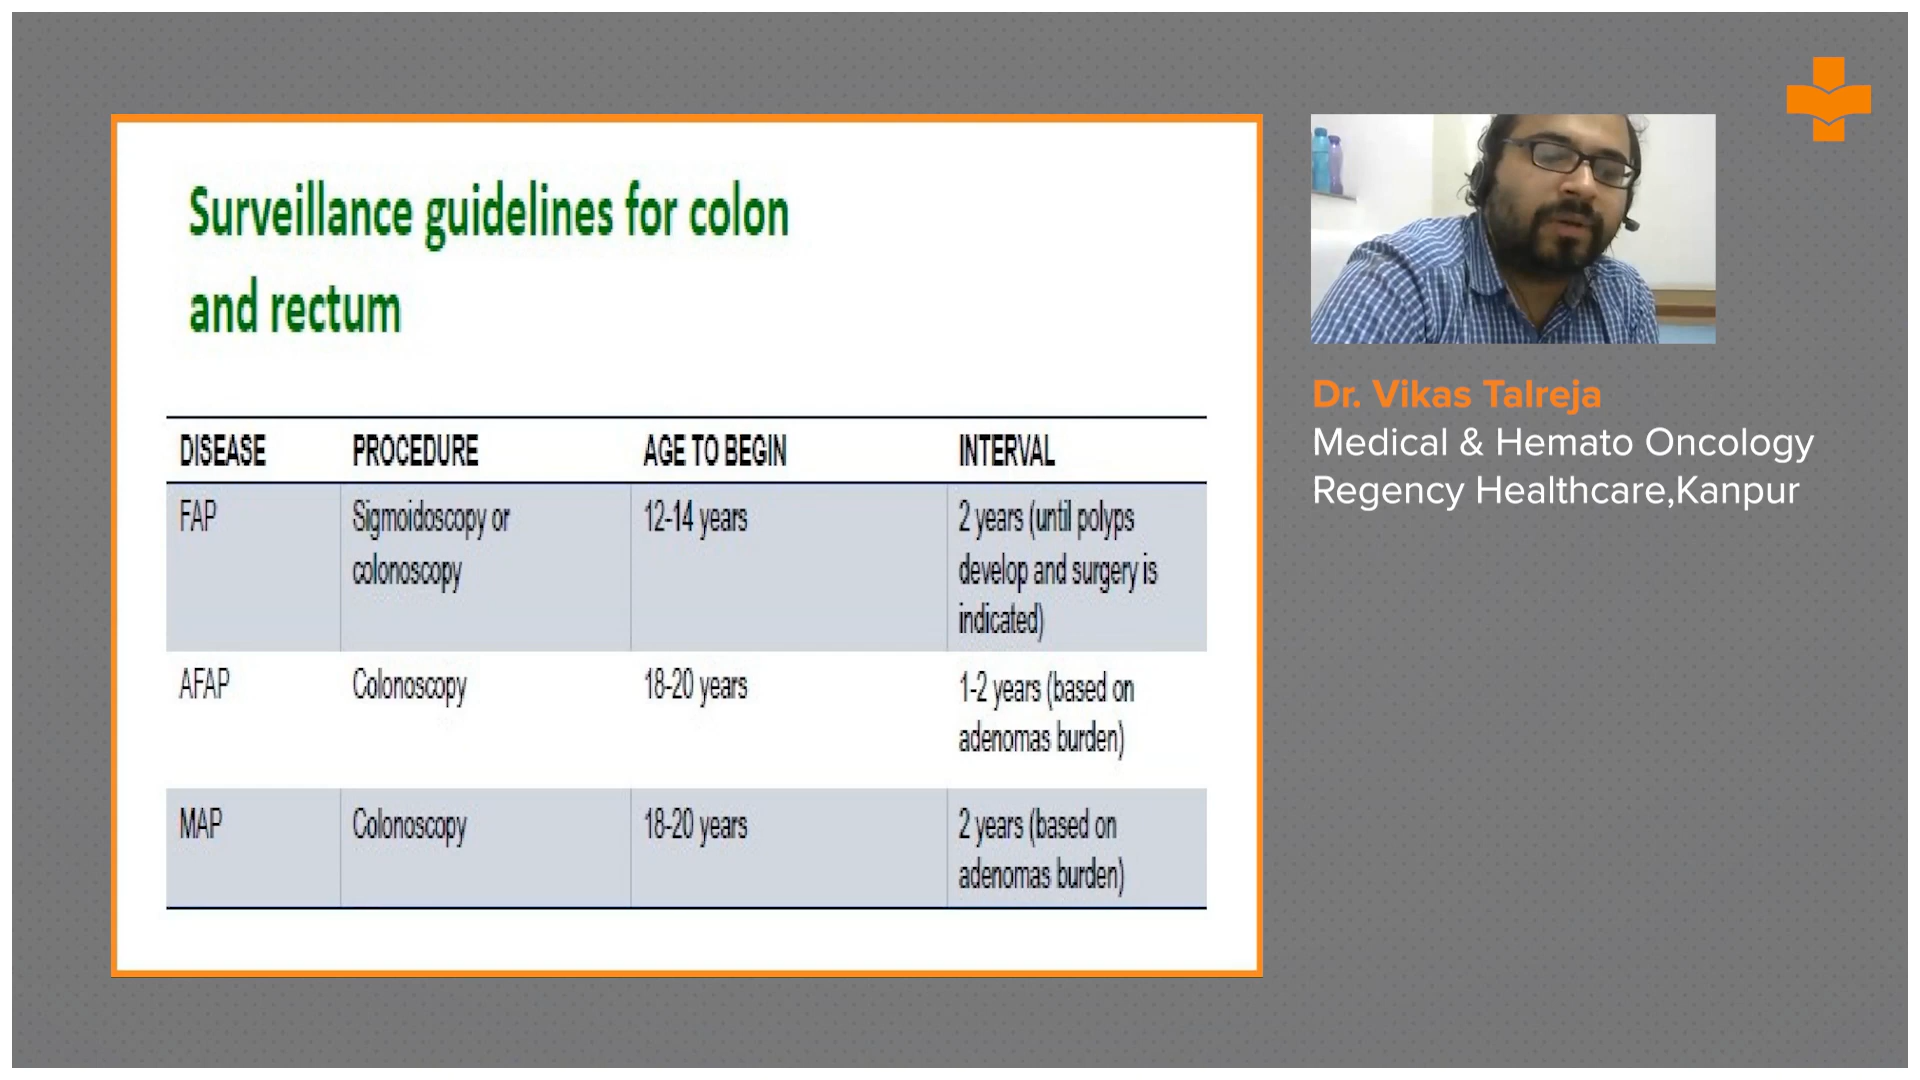 Surveillance guidelines for colon
and rectum
DISEASE PROCEDURE AGE TO BEGIN INTERVAL
FAP Sigmoidoscopy or 12-14 years 2 years (until polyps
colonoscopy develop and surgery is
indicated)
AFAP Colonoscopy 18-20 years 1-2 years (based on
adenomas burden)
MAP Colonoscopy 18-20 years 2 years (based on
adenomas burden)
Dr. Vikas Talreja
Medical & Hemato Oncology
Regency Healthcare,Kanpur